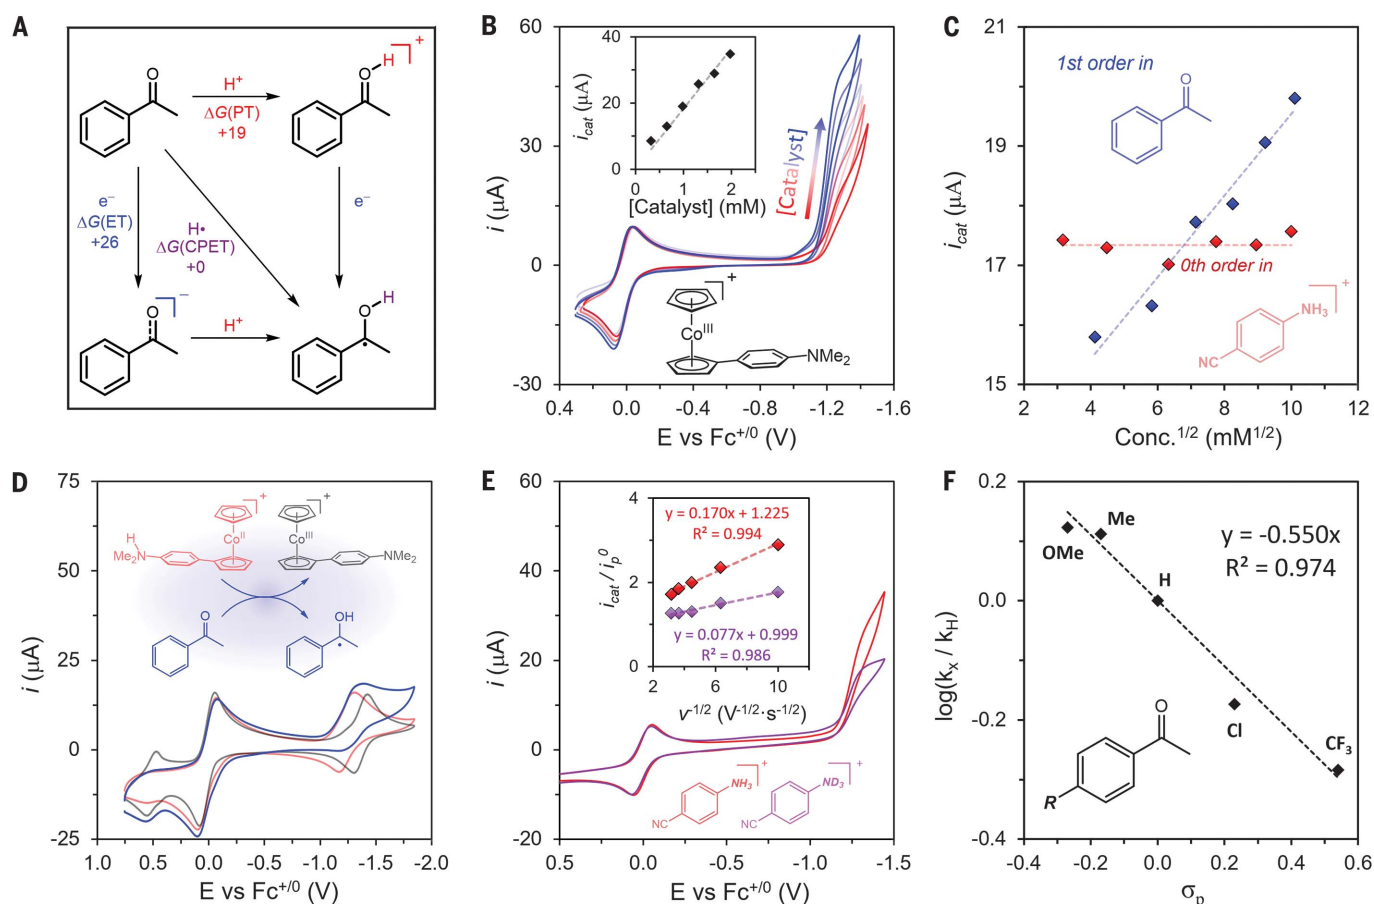 A
O
H
+
H+
ΔG(PT)
+19
O
e−
ΔG(ET)
+26
H•
ΔG(CPET)
+0
e−
O
−
H+
O
H
B
60
30
0
-30
i (μA)
0.4
0.0
-0.4
-0.8
-1.2
-1.6
E vs Fc+/0 (V)
40
20
0
icat (μA)
0
1
2
[Catalyst] (mM)
[Catalyst]
+
CoIII
NMe2
C
21
19
17
15
icat (μA)
1st order in
O
0th order in
+
NH3
NC
2
4
6
8
10
12
Conc.1/2 (mM1/2)
D
75
50
25
0
-25
i (μA)
+
+
H
Me2N
CoII
CoIII
NMe2
O
OH
1.0
0.5
0.0
-0.5
-1.0
-1.5
-2.0
E vs Fc+/0 (V)
E
60
40
20
0
-20
i (μA)
4
2
0
icat / ip0
y = 0.170x + 1.225
R² = 0.994
y = 0.077x + 0.999
R² = 0.986
2
6
10
v-1/2 (V-1/2·s-1/2)
+
NH3
NC
+
ND3
NC
0.5
0.0
-0.5
-1.0
-1.5
E vs Fc+/0 (V)
F
0.2
0.0
-0.2
-0.4
log(kx / kH)
OMe
Me
H
Cl
CF3
y = -0.550x
R² = 0.974
O
R
-0.4
-0.2
0.0
0.2
0.4
0.6
σp